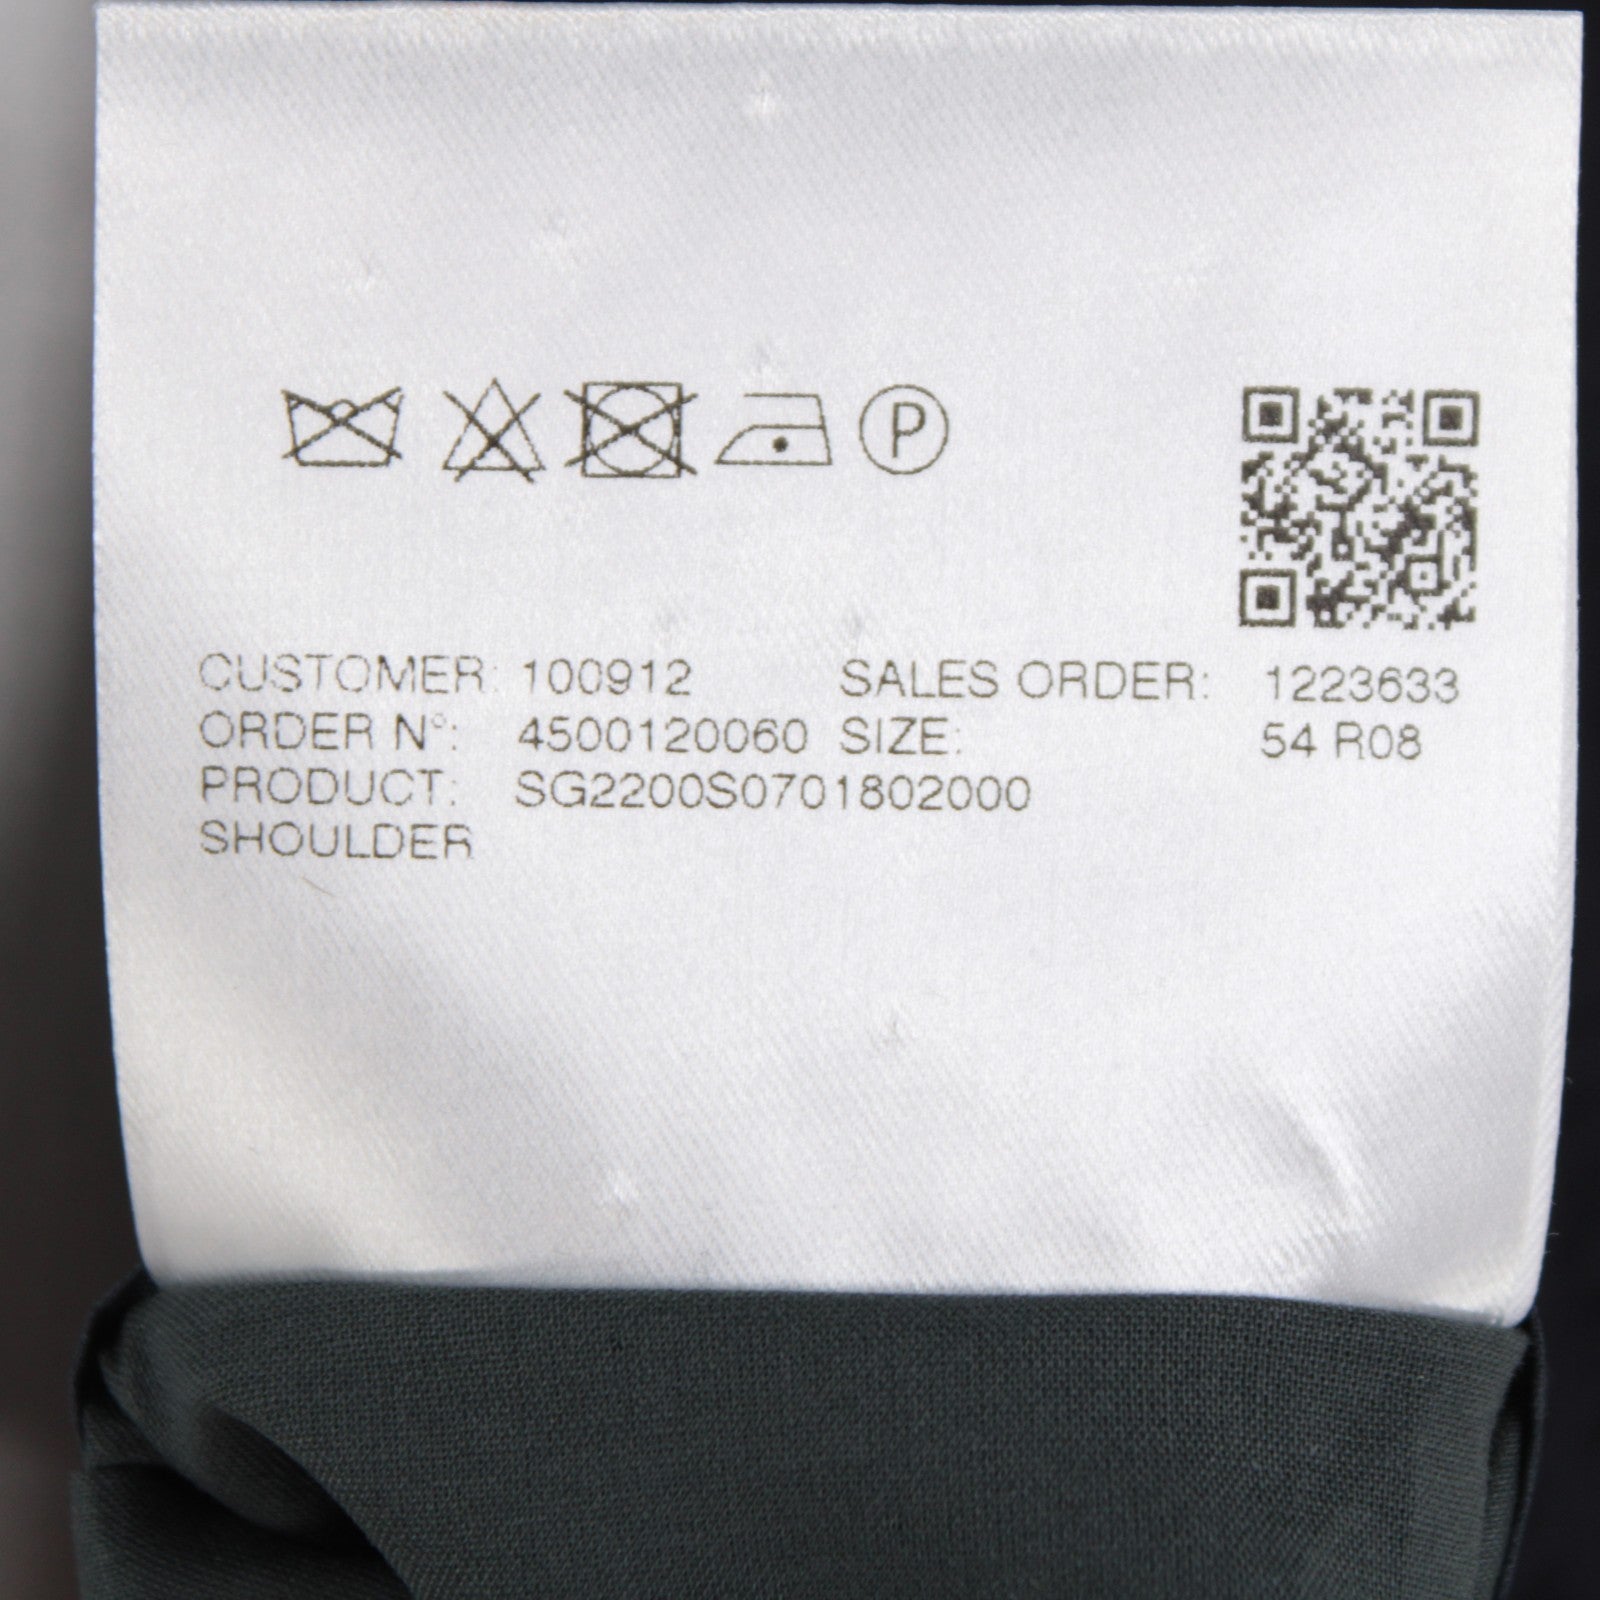 P
CUSTOMER: 100912 SALES ORDER: 1223633
ORDER N°: 4500120060 SIZE: 54 R08
PRODUCT: SG2200S0701802000
SHOULDER